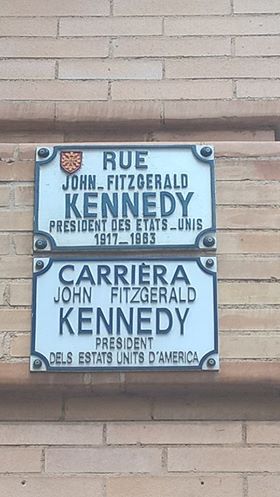 RUE
JOHN_FITZGERALD
KENNEDY
PRESIDENT DES ETATS_UNIS
1917_1963
CARRIÈRA
JOHN FITZGERALD
KENNEDY
PRESIDENT
DELS ESTATS UNITS D'AMERICA